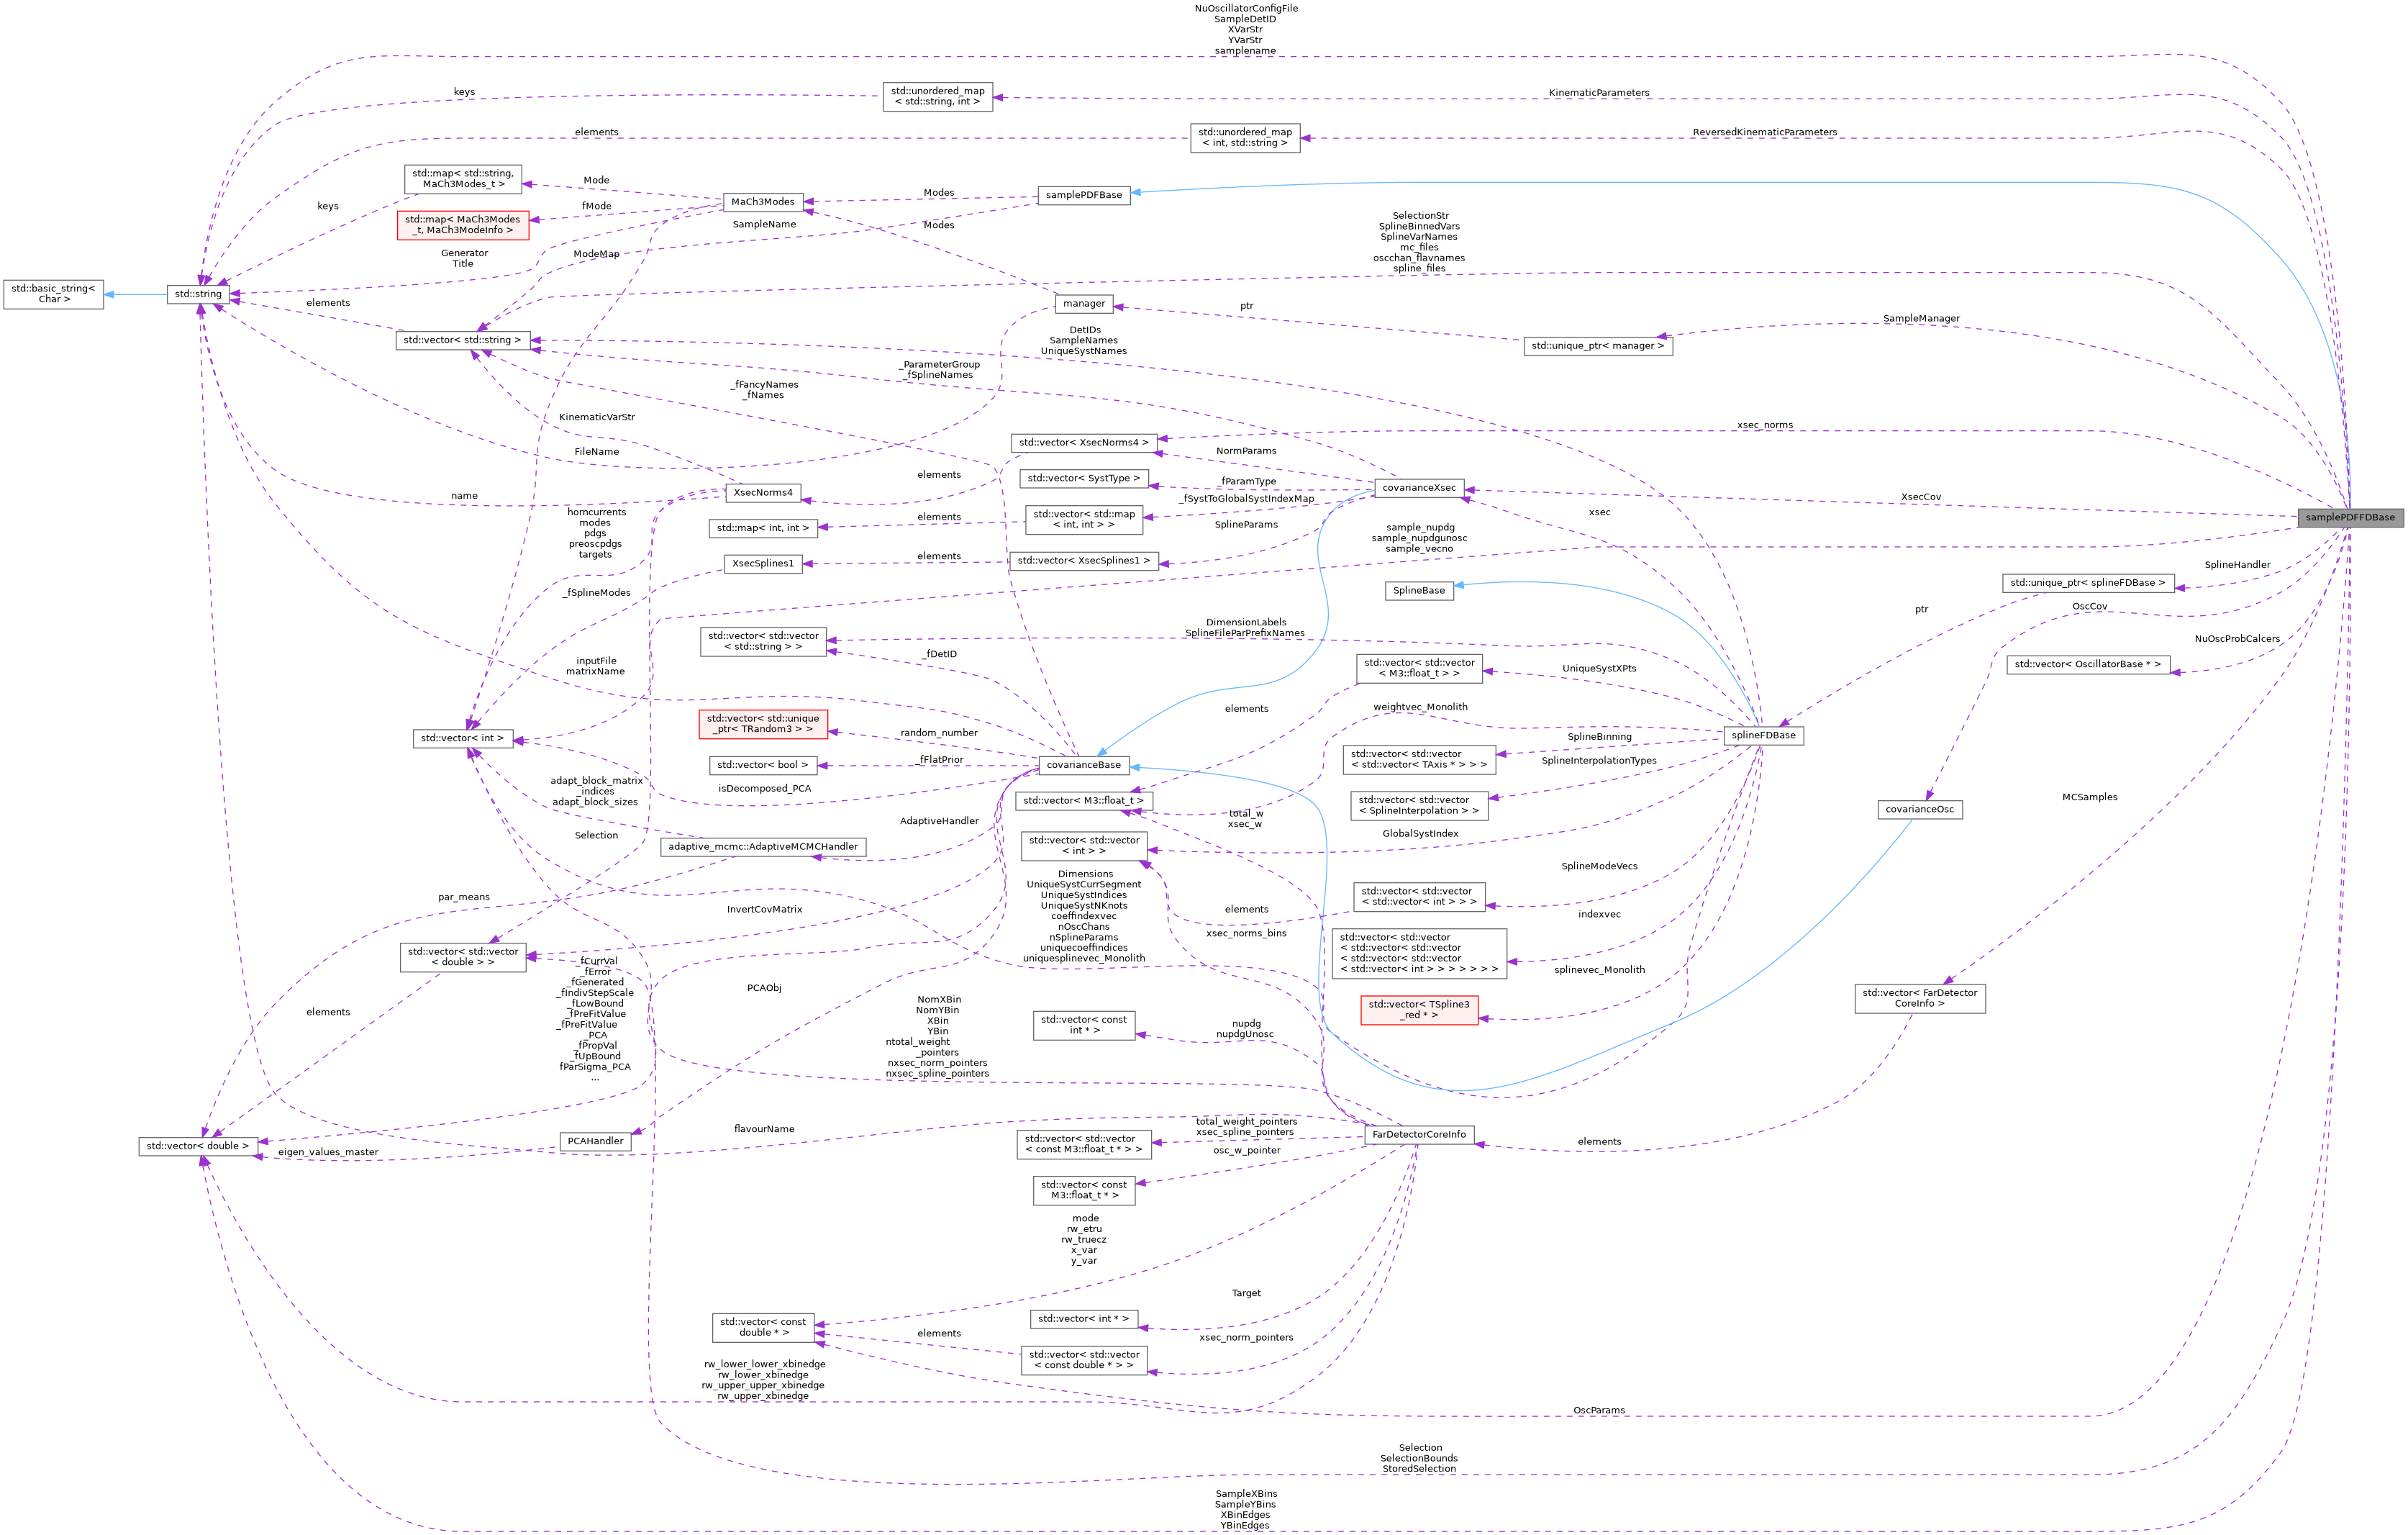 NuOscillatorConfigFile
SampleDetID
XVarStr
YVarStr
samplename
keys
std::unordered_map
< std::string, int >
KinematicParameters
elements
std::unordered_map
< int, std::string >
ReversedKinematicParameters
std::map< std::string,
MaCh3Modes_t >
Mode
MaCh3Modes
Modes
samplePDFBase
keys
fMode
std::map< MaCh3Modes
_t, MaCh3ModeInfo >
SampleName
Modes
SelectionStr
SplineBinnedVars
SplineVarNames
mc_files
oscchan_flavnames
spline_files
Generator
Title
ModeMap
std::basic_string<
Char >
std::string
elements
manager
ptr
SampleManager
std::vector< std::string >
DetIDs
SampleNames
UniqueSystNames
std::unique_ptr< manager >
_ParameterGroup
_fSplineNames
_fFancyNames
_fNames
KinematicVarStr
xsec_norms
FileName
std::vector< XsecNorms4 >
NormParams
elements
std::vector< SystType >
_fParamType
covarianceXsec
name
XsecNorms4
_fSystToGlobalSystIndexMap
XsecCov
horncurrents
modes
pdgs
preoscpdgs
targets
std::map< int, int >
elements
std::vector< std::map
< int, int > >
SplineParams
xsec
samplePDFFDBase
sample_nupdg
sample_nupdgunosc
sample_vecno
XsecSplines1
elements
std::vector< XsecSplines1 >
SplineHandler
_fSplineModes
SplineBase
std::unique_ptr< splineFDBase >
ptr
OscCov
std::vector< std::vector
< std::string > >
DimensionLabels
SplineFileParPrefixNames
NuOscProbCalcers
_fDetID
inputFile
matrixName
std::vector< std::vector
< M3::float_t > >
UniqueSystXPts
std::vector< OscillatorBase * >
elements
weightvec_Monolith
std::vector< std::unique
_ptr< TRandom3 > >
random_number
std::vector< int >
SplineBinning
splineFDBase
std::vector< std::vector
< std::vector< TAxis * > > >
std::vector< bool >
_fFlatPrior
covarianceBase
SplineInterpolationTypes
isDecomposed_PCA
adapt_block_matrix
_indices
adapt_block_sizes
std::vector< M3::float_t >
std::vector< std::vector
< SplineInterpolation > >
MCSamples
covarianceOsc
total_w
xsec_w
AdaptiveHandler
GlobalSystIndex
Selection
adaptive_mcmc::AdaptiveMCMCHandler
std::vector< std::vector
< int > >
SplineModeVecs
Dimensions
UniqueSystCurrSegment
UniqueSystIndices
UniqueSystNKnots
coeffindexvec
nOscChans
nSplineParams
uniquecoeffindices
uniquesplinevec_Monolith
par_means
InvertCovMatrix
elements
std::vector< std::vector
< std::vector< int > > >
indexvec
xsec_norms_bins
std::vector< std::vector
< std::vector< std::vector
< std::vector< std::vector
< std::vector< int > > > > > > >
std::vector< std::vector
< double > >
_fCurrVal
_fError
_fGenerated
_fIndivStepScale
_fLowBound
_fPreFitValue
_fPreFitValue
_PCA
_fPropVal
_fUpBound
fParSigma_PCA
...
splinevec_Monolith
PCAObj
elements
std::vector< FarDetector
CoreInfo >
std::vector< TSpline3
_red * >
NomXBin
NomYBin
XBin
YBin
ntotal_weight
_pointers
nxsec_norm_pointers
nxsec_spline_pointers
std::vector< const
int * >
nupdg
nupdgUnosc
flavourName
total_weight_pointers
xsec_spline_pointers
FarDetectorCoreInfo
elements
std::vector< double >
PCAHandler
eigen_values_master
std::vector< std::vector
< const M3::float_t * > >
osc_w_pointer
std::vector< const
M3::float_t * >
mode
rw_etru
rw_truecz
x_var
y_var
Target
std::vector< const
double * >
std::vector< int * >
elements
xsec_norm_pointers
std::vector< std::vector
< const double * > >
rw_lower_lower_xbinedge
rw_lower_xbinedge
rw_upper_upper_xbinedge
rw_upper_xbinedge
OscParams
Selection
SelectionBounds
StoredSelection
SampleXBins
SampleYBins
XBinEdges
YBinEdges